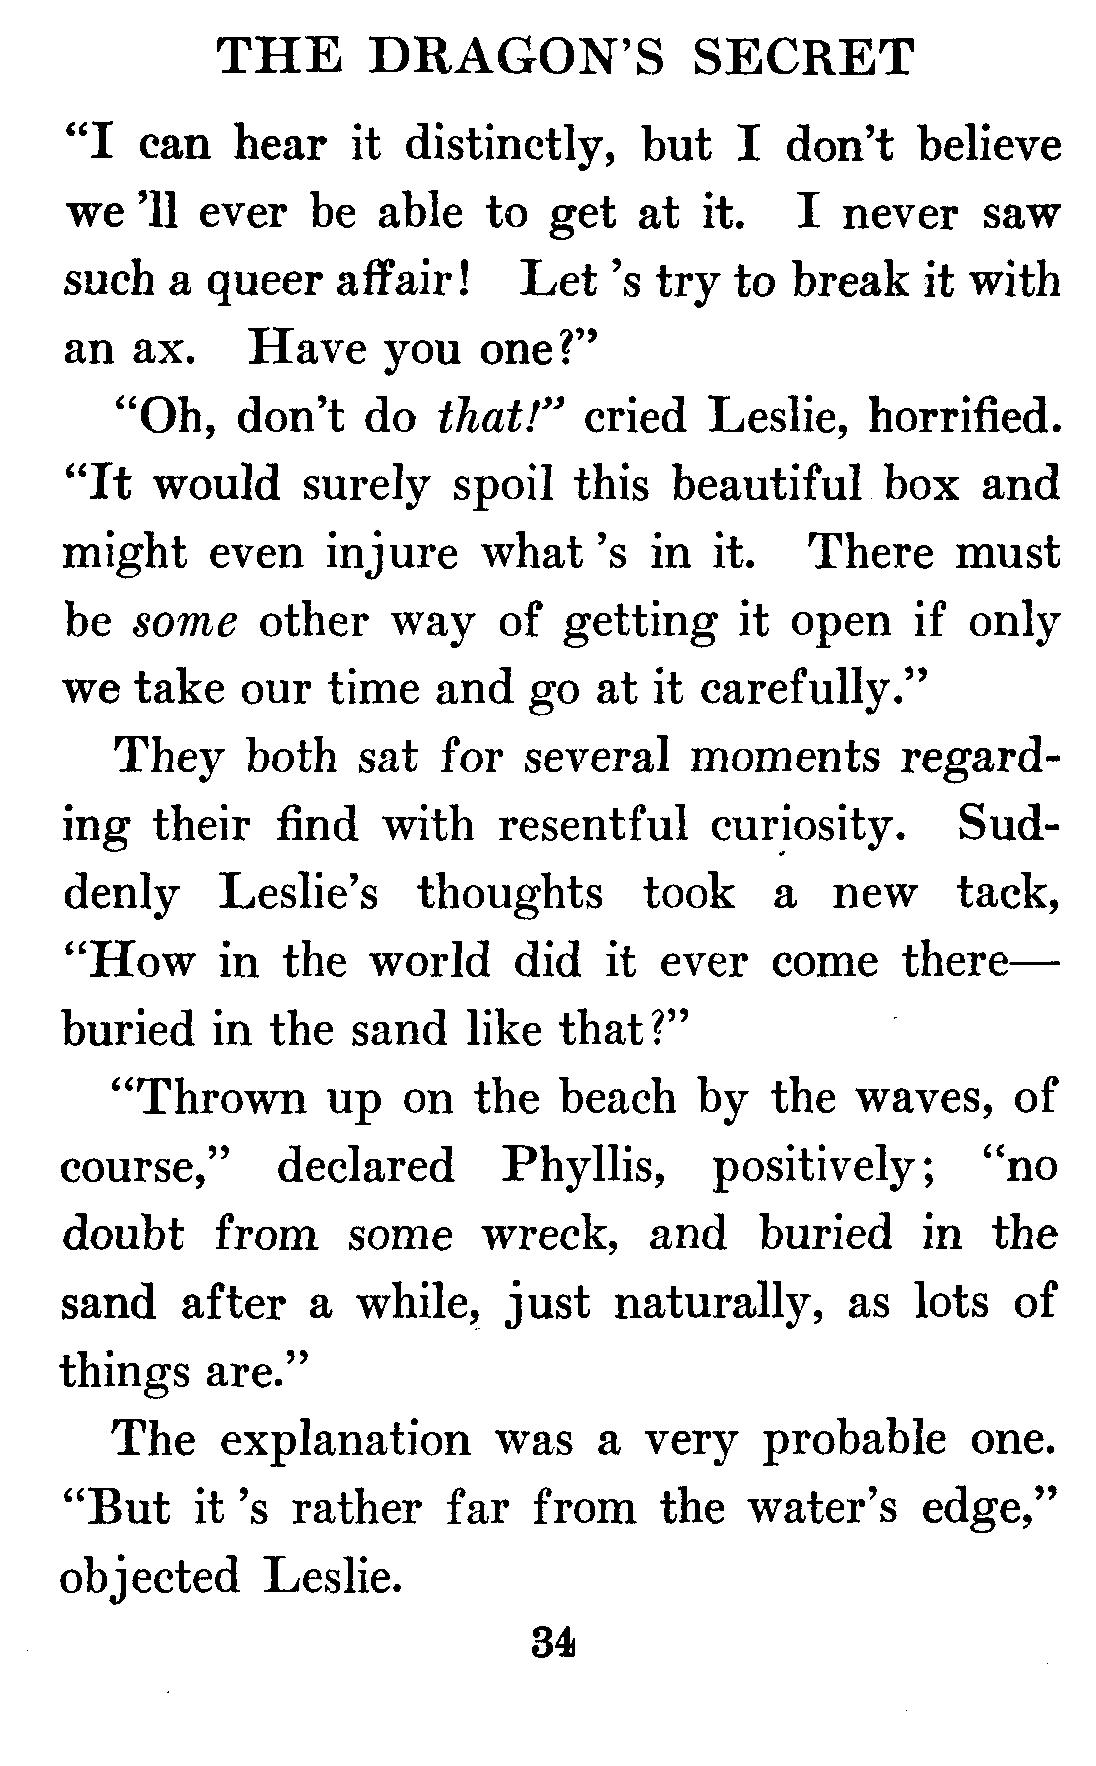 THE DRAGON'S SECRET
“I can hear it distinctly, but I don't believe
we 'll ever be able to get at it. I never saw
such a queer affair! Let 's try to break it with
an ax. Have you one?”
“Oh, don't do that!” cried Leslie, horrified.
“It would surely spoil this beautiful box and
might even injure what 's in it. There must
be some other way of getting it open if only
we take our time and go at it carefully.”
They both sat for several moments regard-
ing their find with resentful curiosity. Sud-
denly Leslie's thoughts took a new tack,
“How in the world did it ever come there—
buried in the sand like that?”
“Thrown up on the beach by the waves, of
course,” declared Phyllis, positively; “no
doubt from some wreck, and buried in the
sand after a while, just naturally, as lots of
things are.”
The explanation was a very probable one.
“But it 's rather far from the water's edge,”
objected Leslie.
34